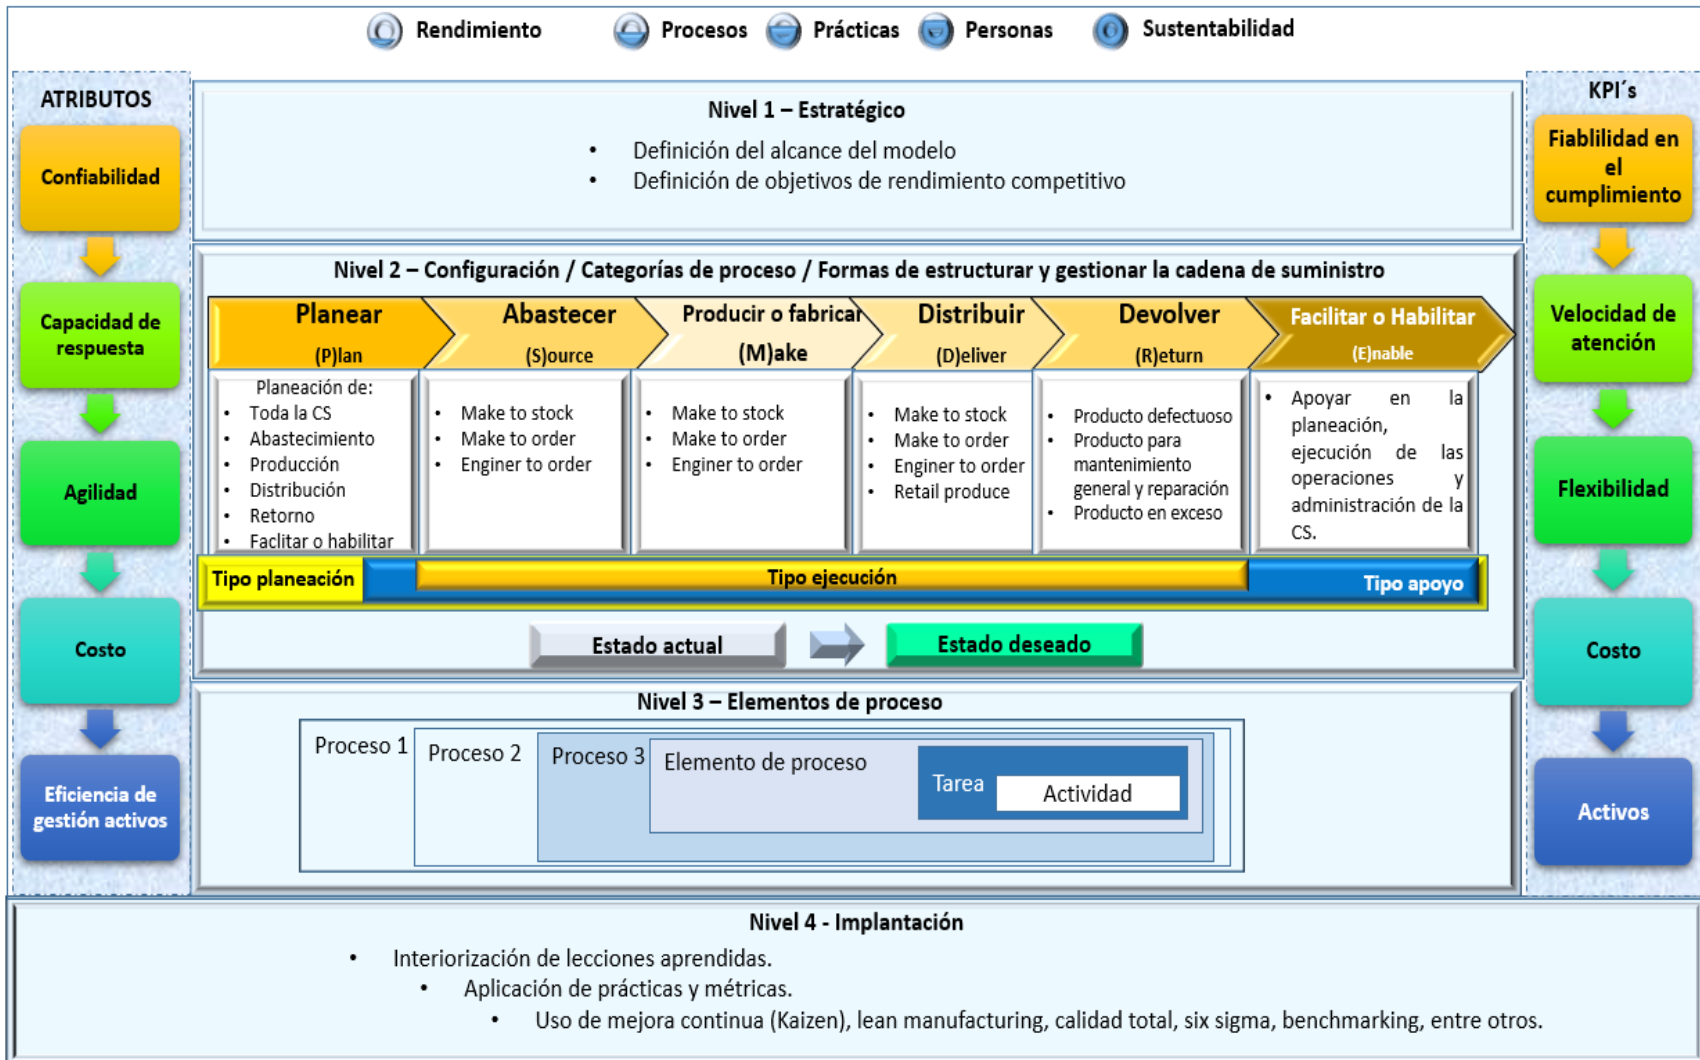 Rendimiento
Procesos
Prácticas
Personas
Sustentabilidad
ATRIBUTOS
Confiabilidad
Capacidad de
respuesta
Agilidad
Costo
Eficiencia de
gestión activos
Nivel 1 – Estratégico
• Definición del alcance del modelo
• Definición de objetivos de rendimiento competitivo
Nivel 2 – Configuración / Categorías de proceso / Formas de estructurar y gestionar la cadena de suministro
Planear
(P)lan
Abastecer
(S)ource
Producir o fabricar
(M)ake
Distribuir
(D)eliver
Devolver
(R)eturn
Facilitar o Habilitar
(E)nable
Planeación de:
• Toda la CS
• Abastecimiento
• Producción
• Distribución
• Retorno
• Faclitar o habilitar
• Make to stock
• Make to order
• Enginer to order
• Make to stock
• Make to order
• Enginer to order
• Make to stock
• Make to order
• Enginer to order
• Retail produce
• Producto defectuoso
• Producto para
mantenimiento
general y reparación
• Producto en exceso
• Apoyar en la
planeación,
ejecución de las
operaciones y
administración de la
CS.
Tipo planeación
Tipo ejecución
Tipo apoyo
Estado actual
Estado deseado
Nivel 3 – Elementos de proceso
Proceso 1
Proceso 2
Proceso 3
Elemento de proceso
Tarea
Actividad
Nivel 4 - Implantación
• Interiorización de lecciones aprendidas.
• Aplicación de prácticas y métricas.
• Uso de mejora continua (Kaizen), lean manufacturing, calidad total, six sigma, benchmarking, entre otros.
KPI´s
Fiablilidad en
el
cumplimiento
Velocidad de
atención
Flexibilidad
Costo
Activos